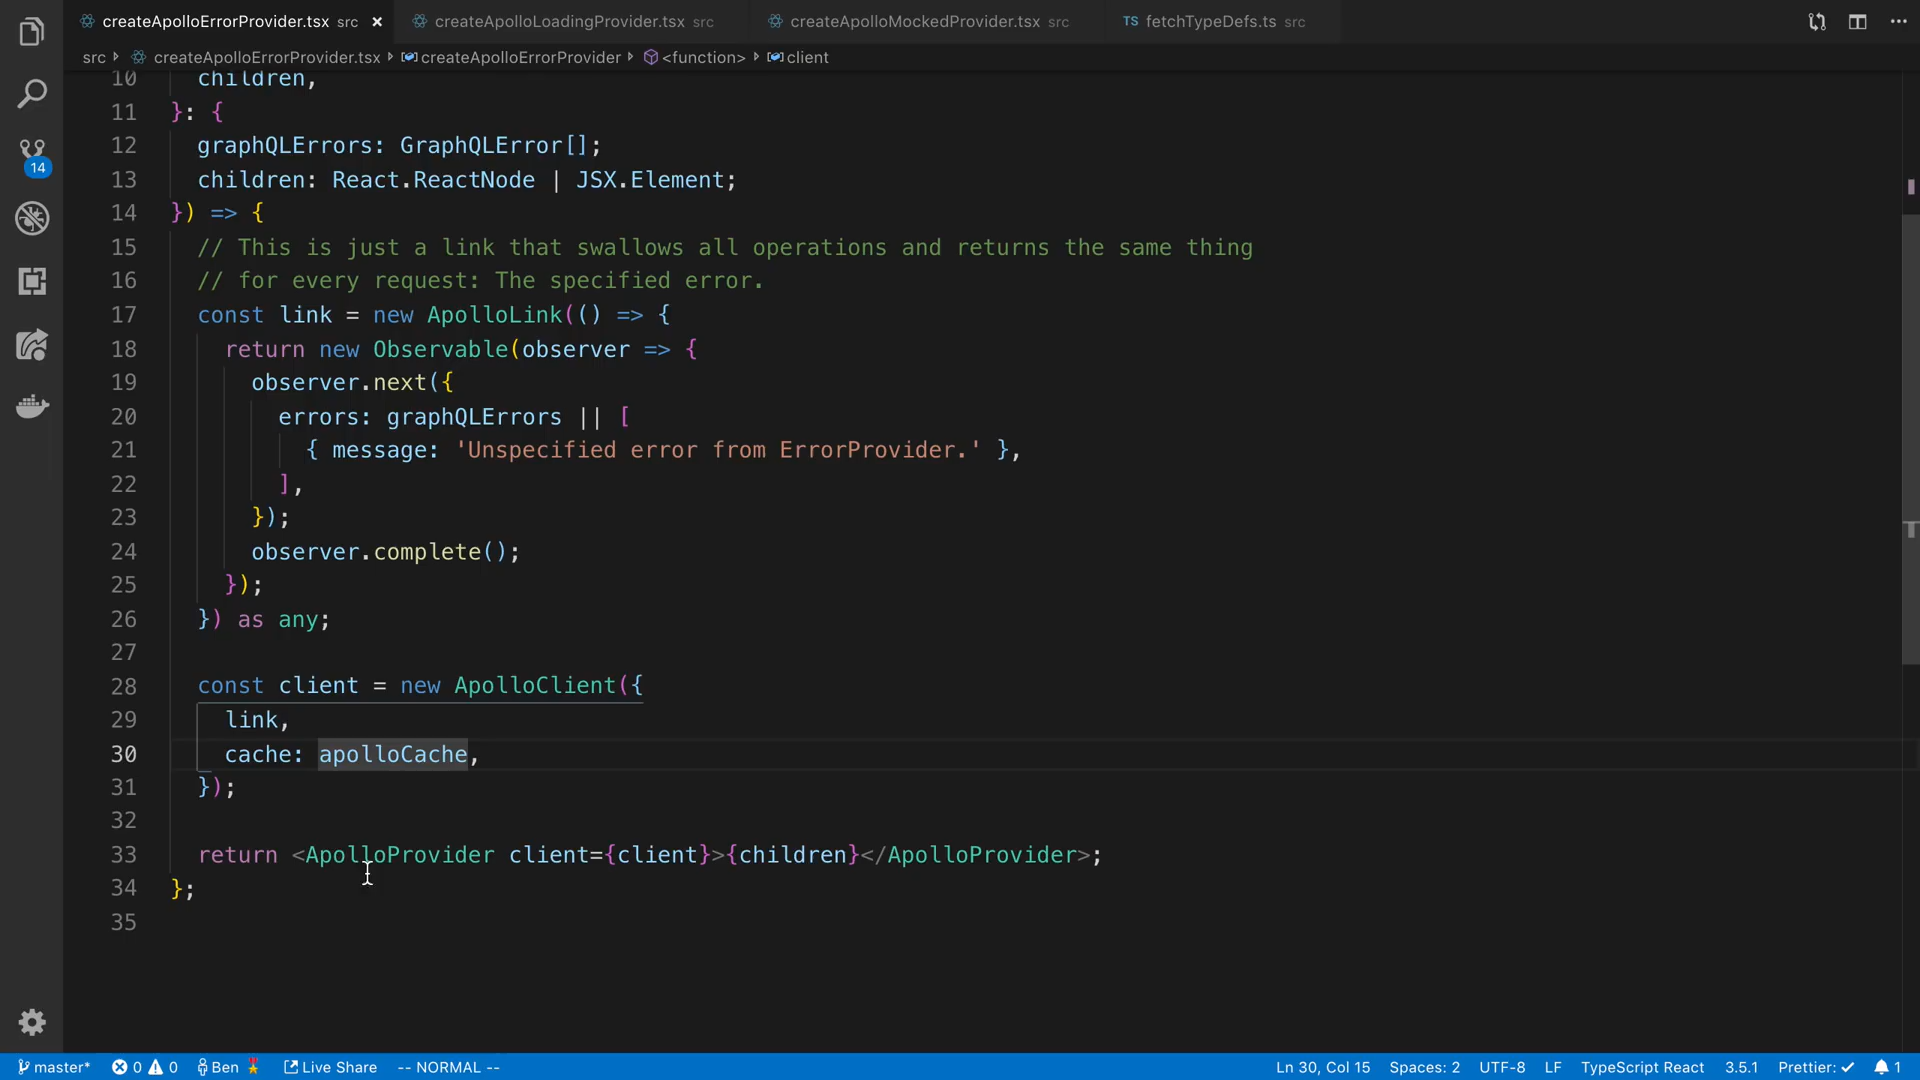 createApolloErrorProvider.tsx src × createApolloLoadingProvider.tsx src createApolloMockedProvider.tsx src TS fetchTypeDefs.ts src
src createApolloErrorProvider.tsx createApolloErrorProvider <function> client
10 children,
11 }: {
12 graphQLErrors: GraphQLError[];
13 children: React.ReactNode | JSX.Element;
14 }) => {
15 // This is just a link that swallows all operations and returns the same thing
16 // for every request: The specified error.
17 const link = new ApolloLink(() => {
18 return new Observable(observer => {
19 observer.next({
20 errors: graphQLErrors || [
21 { message: 'Unspecified error from ErrorProvider.' },
22 ],
23 });
24 observer.complete();
25 });
26 }) as any;
27
28 const client = new ApolloClient({
29 link,
30 cache: apolloCache,
31 });
32
33 return <ApolloProvider client={client}>{children}</ApolloProvider>;
34 };
35
14
master* 0 0 Ben Live Share -- NORMAL -- Ln 30, Col 15 Spaces: 2 UTF-8 LF TypeScript React 3.5.1 Prettier: ✓ 1